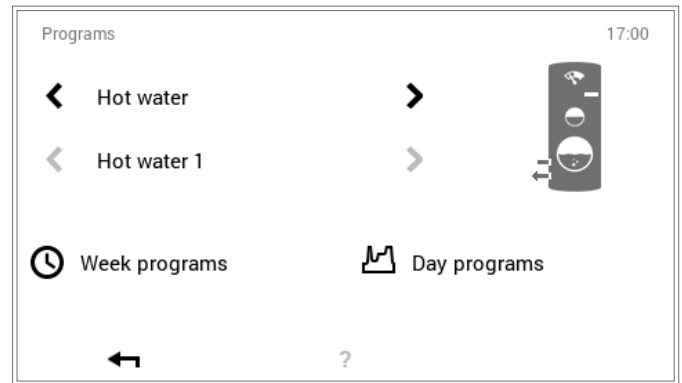 Programs 17:00
Hot water
Hot water 1
Week programs Day programs
?